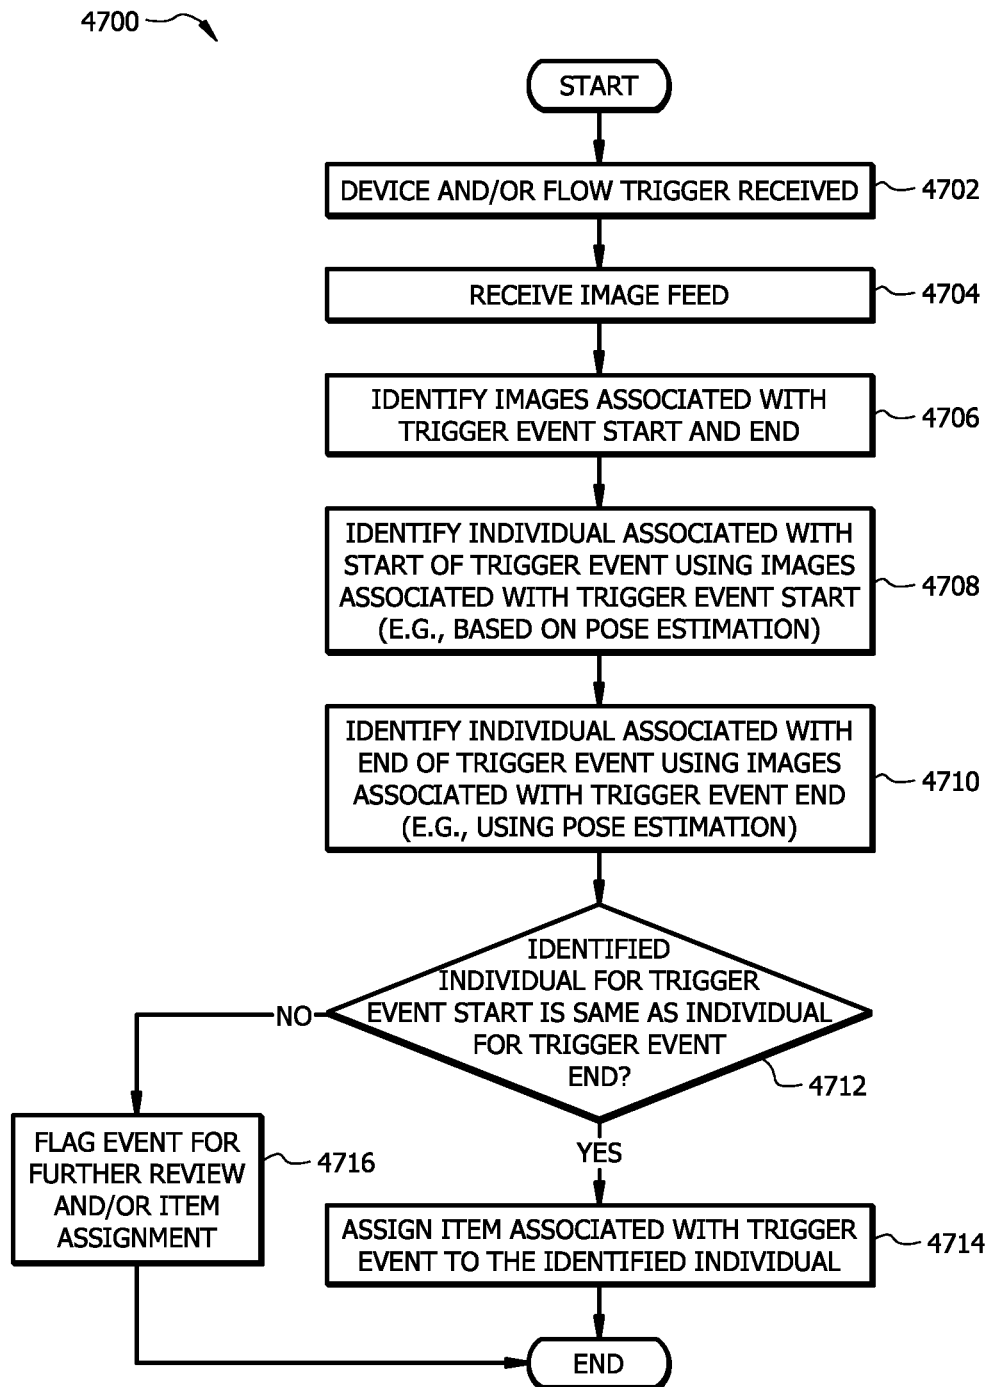 4700
START
DEVICE AND/OR FLOW TRIGGER RECEIVED
4702
RECEIVE IMAGE FEED
4704
IDENTIFY IMAGES ASSOCIATED WITH
TRIGGER EVENT START AND END
4706
IDENTIFY INDIVIDUAL ASSOCIATED WITH
START OF TRIGGER EVENT USING IMAGES
ASSOCIATED WITH TRIGGER EVENT START
(E.G., BASED ON POSE ESTIMATION)
4708
IDENTIFY INDIVIDUAL ASSOCIATED WITH
END OF TRIGGER EVENT USING IMAGES
ASSOCIATED WITH TRIGGER EVENT END
(E.G., USING POSE ESTIMATION)
4710
IDENTIFIED
INDIVIDUAL FOR TRIGGER
EVENT START IS SAME AS INDIVIDUAL
FOR TRIGGER EVENT
END?
4712
NO
FLAG EVENT FOR
FURTHER REVIEW
AND/OR ITEM
ASSIGNMENT
4716
YES
ASSIGN ITEM ASSOCIATED WITH TRIGGER
EVENT TO THE IDENTIFIED INDIVIDUAL
4714
END